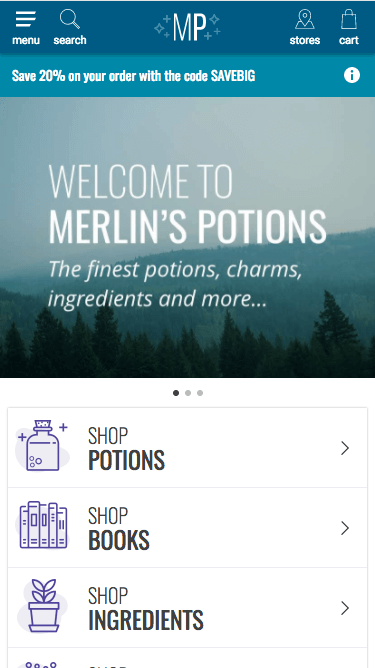 MP
menu
search
stores
cart
Save 20% on your order with the code SAVEBIG
WELCOME TO
MERLIN'S POTIONS
The finest potions, charms,
ingredients and more...
SHOP
POTIONS
SHOP
BOOKS
SHOP
INGREDIENTS
SHOP